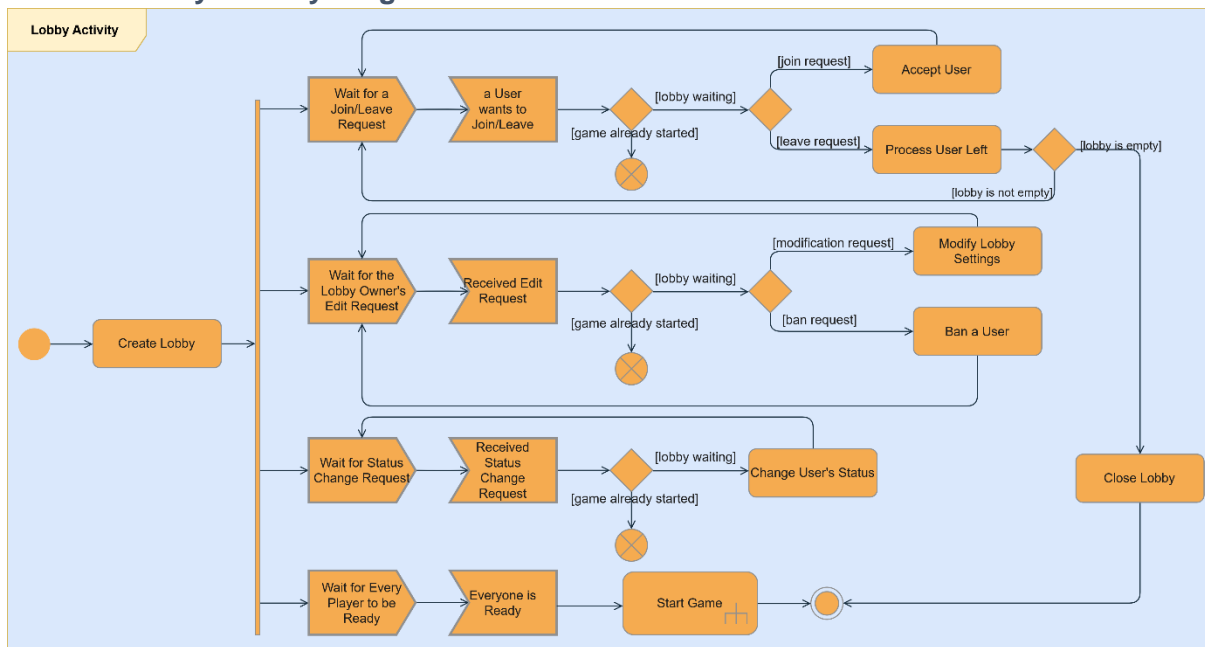 Lobby Activity
Wait for a
Join/Leave
Request
a User
wants to
Join/Leave
[lobby waiting]
[game already started]
[join request]
Accept User
[leave request]
Process User Left
[lobby is empty]
[lobby is not empty]
Wait for the
Lobby Owner's
Edit Request
Received Edit
Request
[lobby waiting]
[game already started]
[modification request]
Modify Lobby
Settings
[ban request]
Ban a User
Create Lobby
Wait for Status
Change Request
Received
Status
Change
Request
[lobby waiting]
[game already started]
Change User's Status
Close Lobby
Wait for Every
Player to be
Ready
Everyone is
Ready
Start Game